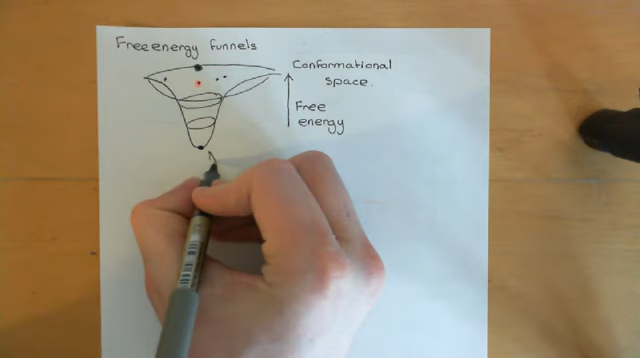 Free energy funnels
Conformational
space.
Free
energy